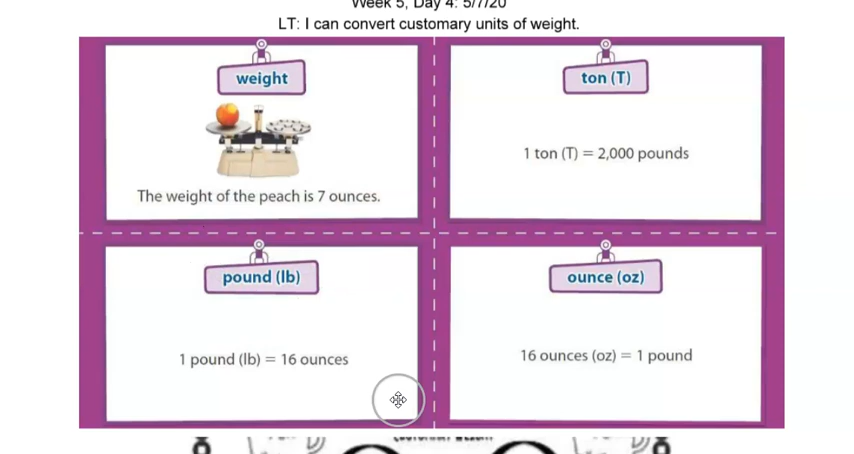 Week 5, Day 4: 5/7/20
LT: I can convert customary units of weight.
weight
The weight of the peach is 7 ounces.
ton (T)
1 ton (T) = 2,000 pounds
pound (lb)
1 pound (lb) = 16 ounces
ounce (oz)
16 ounces (oz) = 1 pound